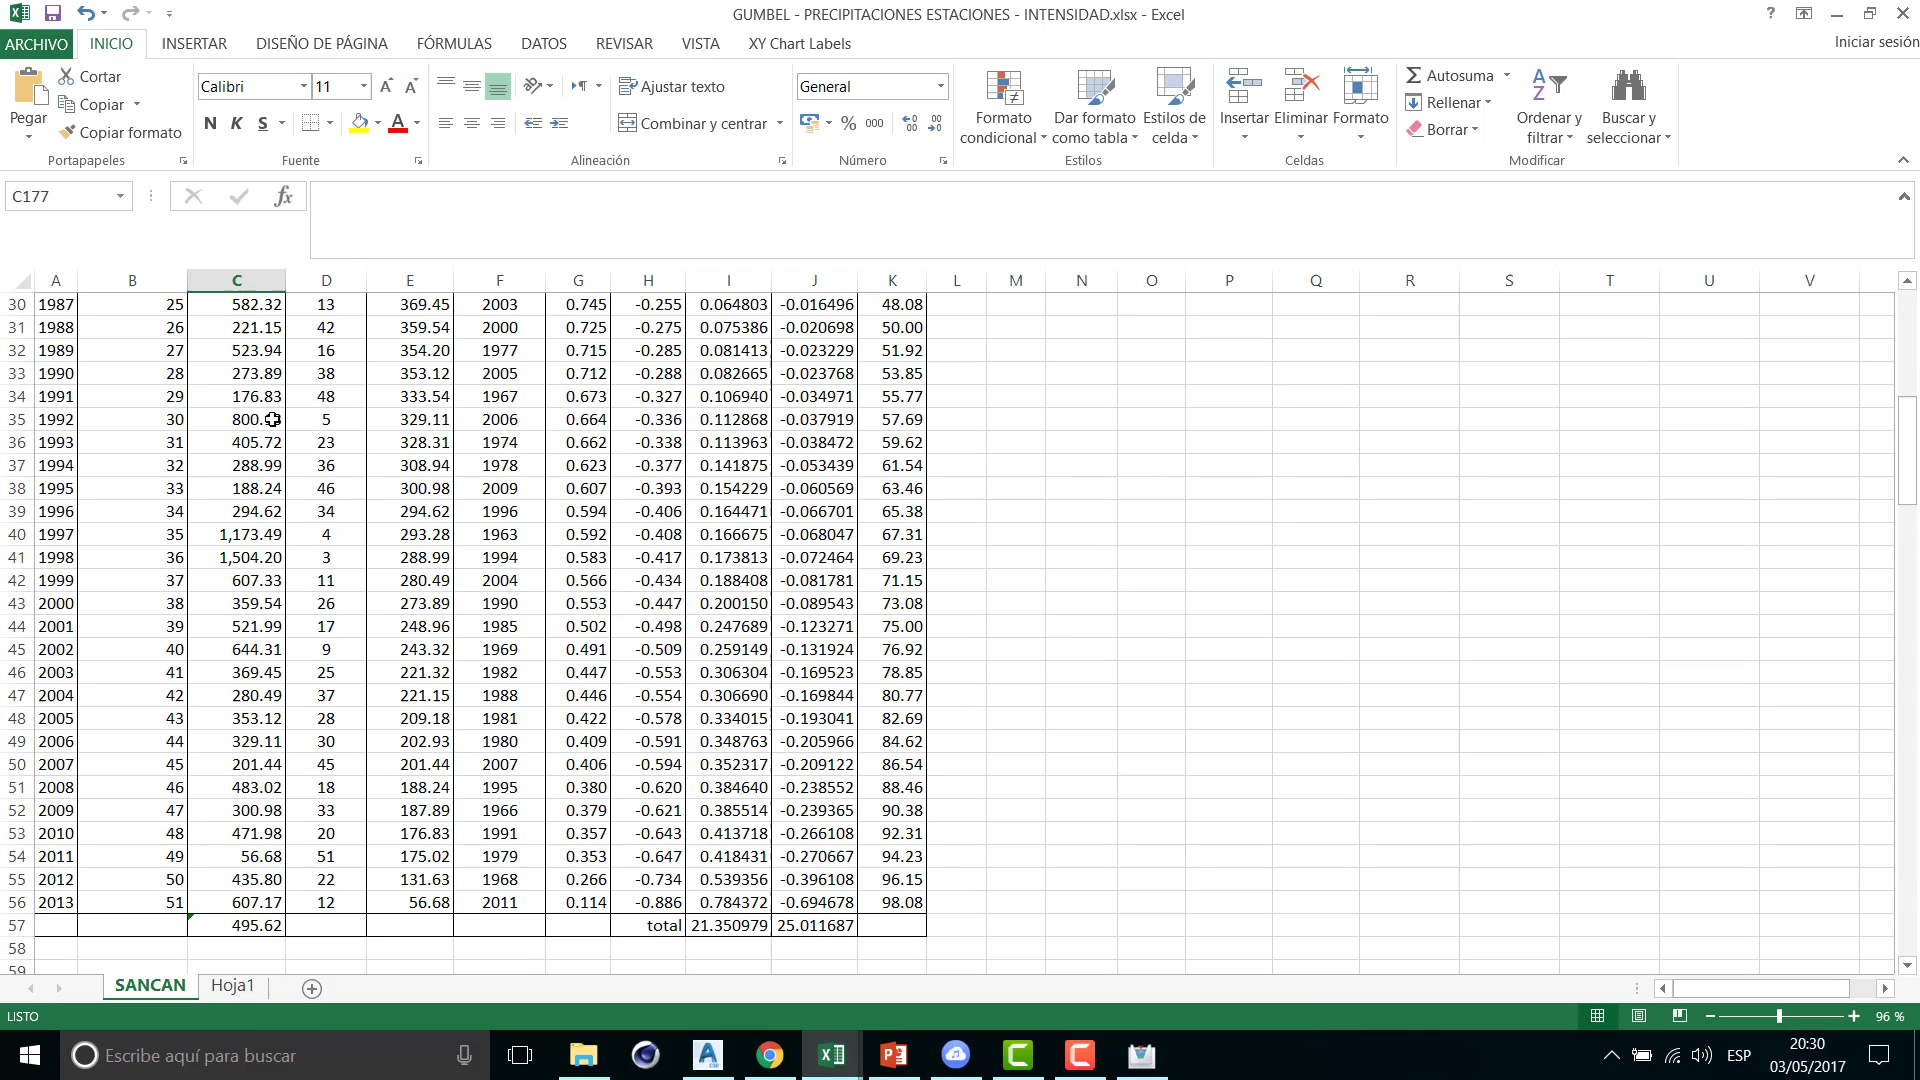 GUMBEL - PRECIPITACIONES ESTACIONES - INTENSIDAD.xlsx - Excel
ARCHIVO INICIO INSERTAR DISEÑO DE PÁGINA FÓRMULAS DATOS REVISAR VISTA XY Chart Labels Iniciar sesión
Pegar Cortar Copiar Copiar formato Portapapeles
Calibri 11 N K S Fuente
Ajustar texto Combinar y centrar Alineación
General % 000 Número
Formato condicional Dar formato como tabla Estilos de celda Estilos
Insertar Eliminar Formato Celdas
Autosuma Rellenar Borrar Ordenar y filtrar Buscar y seleccionar Modificar
C177 fx
A B C D E F G H I J K L M N O P Q R S T U V
30 1987 25 582.32 13 369.45 2003 0.745 -0.255 0.064803 -0.016496 48.08
31 1988 26 221.15 42 359.54 2000 0.725 -0.275 0.075386 -0.020698 50.00
32 1989 27 523.94 16 354.20 1977 0.715 -0.285 0.081413 -0.023229 51.92
33 1990 28 273.89 38 353.12 2005 0.712 -0.288 0.082665 -0.023768 53.85
34 1991 29 176.83 48 333.54 1967 0.673 -0.327 0.106940 -0.034971 55.77
35 1992 30 5 329.11 2006 0.664 -0.336 0.112868 -0.037919 57.69
36 1993 31 405.72 23 328.31 1974 0.662 -0.338 0.113963 -0.038472 59.62
37 1994 32 288.99 36 308.94 1978 0.623 -0.377 0.141875 -0.053439 61.54
38 1995 33 188.24 46 300.98 2009 0.607 -0.393 0.154229 -0.060569 63.46
39 1996 34 294.62 34 294.62 1996 0.594 -0.406 0.164471 -0.066701 65.38
40 1997 35 1,173.49 4 293.28 1963 0.592 -0.408 0.166675 -0.068047 67.31
41 1998 36 1,504.20 3 288.99 1994 0.583 -0.417 0.173813 -0.072464 69.23
42 1999 37 607.33 11 280.49 2004 0.566 -0.434 0.188408 -0.081781 71.15
43 2000 38 359.54 26 273.89 1990 0.553 -0.447 0.200150 -0.089543 73.08
44 2001 39 521.99 17 248.96 1985 0.502 -0.498 0.247689 -0.123271 75.00
45 2002 40 644.31 9 243.32 1969 0.491 -0.509 0.259149 -0.131924 76.92
46 2003 41 369.45 25 221.32 1982 0.447 -0.553 0.306304 -0.169523 78.85
47 2004 42 280.49 37 221.15 1988 0.446 -0.554 0.306690 -0.169844 80.77
48 2005 43 353.12 28 209.18 1981 0.422 -0.578 0.334015 -0.193041 82.69
49 2006 44 329.11 30 202.93 1980 0.409 -0.591 0.348763 -0.205966 84.62
50 2007 45 201.44 45 201.44 2007 0.406 -0.594 0.352317 -0.209122 86.54
51 2008 46 483.02 18 188.24 1995 0.380 -0.620 0.384640 -0.238552 88.46
52 2009 47 300.98 33 187.89 1966 0.379 -0.621 0.385514 -0.239365 90.38
53 2010 48 471.98 20 176.83 1991 0.357 -0.643 0.413718 -0.266108 92.31
54 2011 49 56.68 51 175.02 1979 0.353 -0.647 0.418431 -0.270667 94.23
55 2012 50 435.80 22 131.63 1968 0.266 -0.734 0.539356 -0.396108 96.15
56 2013 51 607.17 12 56.68 2011 0.114 -0.886 0.784372 -0.694678 98.08
57 495.62 total 21.350979 25.011687
58
59
SANCAN Hoja1
LISTO 96 %
Escribe aquí para buscar ESP 20:30
03/05/2017